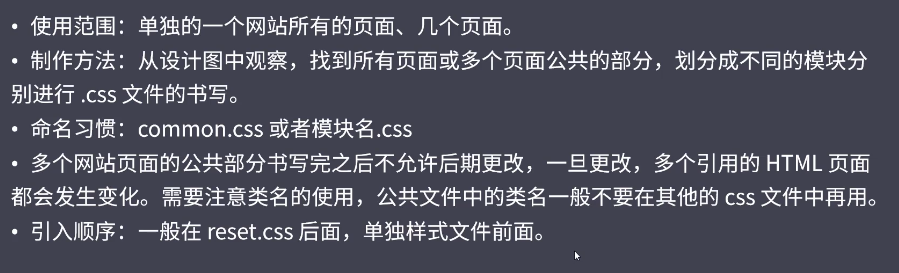 • 使用范围：单独的一个网站所有的页面、几个页面。
• 制作方法：从设计图中观察，找到所有页面或多个页面公共的部分，划分成不同的模块分
别进行 .css 文件的书写。
• 命名习惯：common.css 或者模块名.css
• 多个网站页面的公共部分书写完之后不允许后期更改，一旦更改，多个引用的 HTML 页面
都会发生变化。需要注意类名的使用，公共文件中的类名一般不要在其他的 css 文件中再用。
• 引入顺序：一般在 reset.css 后面，单独样式文件前面。